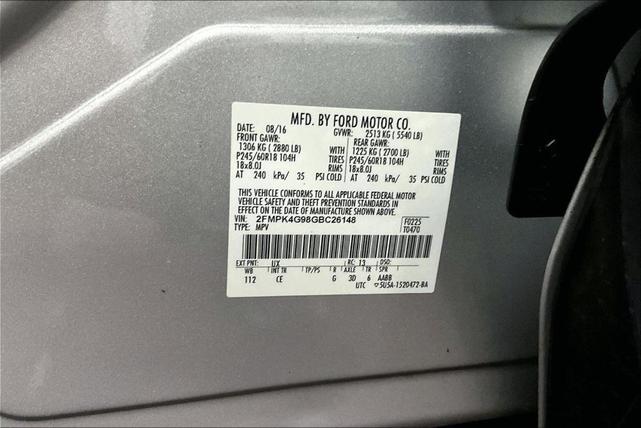 MFD. BY FORD MOTOR CO.
DATE: 08/16 GVWR: 2513 KG ( 5540 LB)
FRONT GAWR: REAR GAWR:
1306 KG ( 2880 LB) WITH 1225 KG ( 2700 LB) WITH
P245/60R18 104H TIRES P245/60R18 104H TIRES
18x8.0J RIMS 18x8.0J RIMS
AT 240 kPa/ 35 PSI COLD AT 240 kPa/ 35 PSI COLD
THIS VEHICLE CONFORMS TO ALL APPLICABLE FEDERAL MOTOR
VEHICLE SAFETY AND THEFT PREVENTION STANDARDS IN
EFFECT ON THE DATE OF MANUFACTURE SHOWN ABOVE.
VIN: 2FMPK4G98GBC26148 F0225
TYPE: MPV T0470
EXT PNT: UX RC: 13 DSO:
WB INT TR TP/PS R AXLE TR SPR
112 CE G 3D 6 AABB
UTC 5U5A-1520472-BA